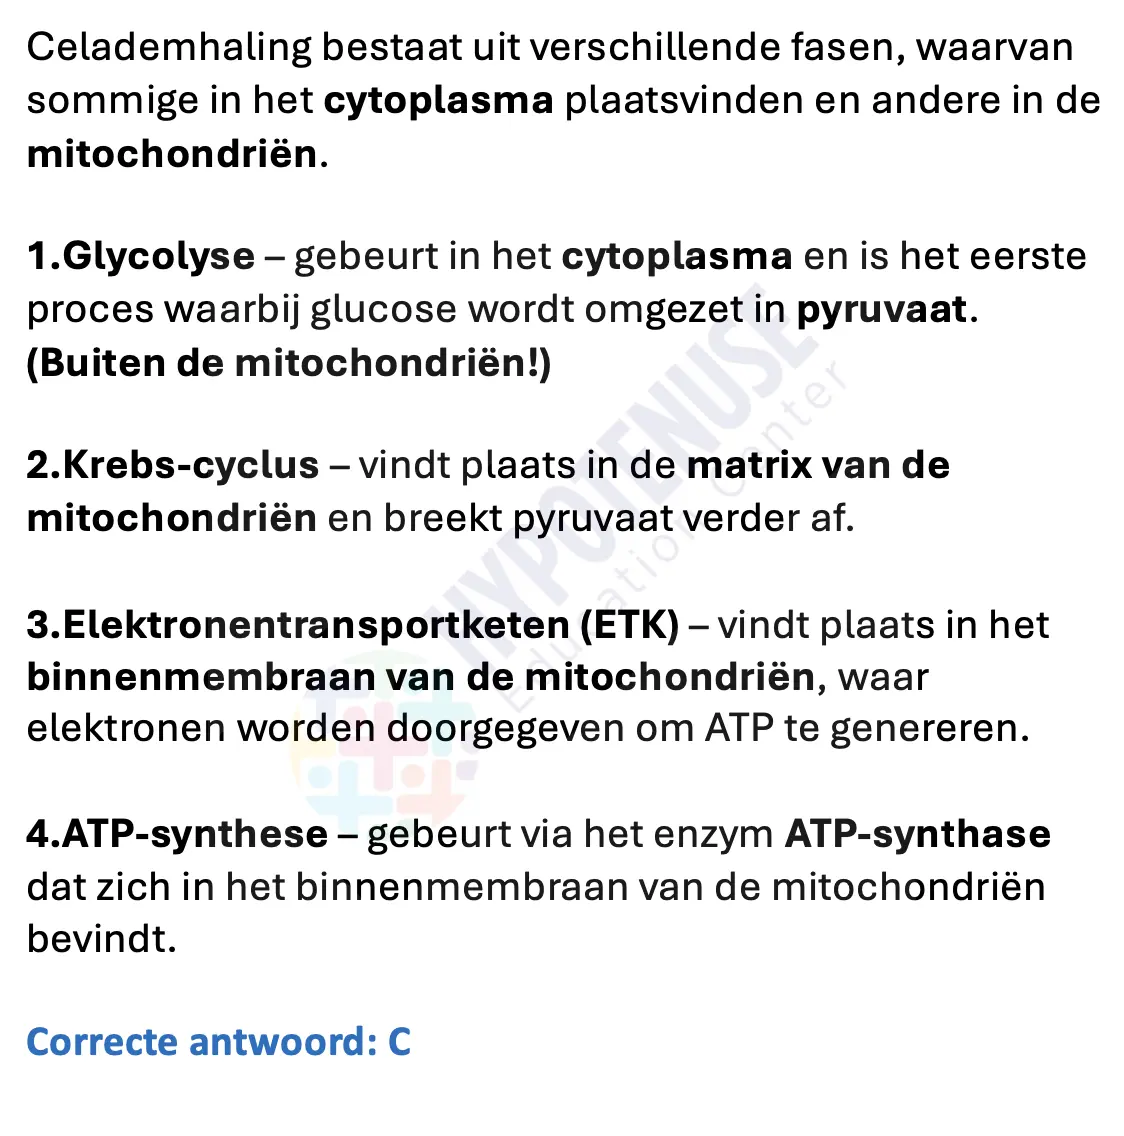 Celademhaling bestaat uit verschillende fasen, waarvan
sommige in het cytoplasma plaatsvinden en andere in de
mitochondriën.
1.Glycolyse – gebeurt in het cytoplasma en is het eerste
proces waarbij glucose wordt omgezet in pyruvaat.
(Buiten de mitochondriën!)
2.Krebs-cyclus – vindt plaats in de matrix van de
mitochondriën en breekt pyruvaat verder af.
3.Elektronentransportketen (ETK) – vindt plaats in het
binnenmembraan van de mitochondriën, waar
elektronen worden doorgegeven om ATP te genereren.
4.ATP-synthese – gebeurt via het enzym ATP-synthase
dat zich in het binnenmembraan van de mitochondriën
bevindt.
Correcte antwoord: C
HYPOTENUSE
Education Center